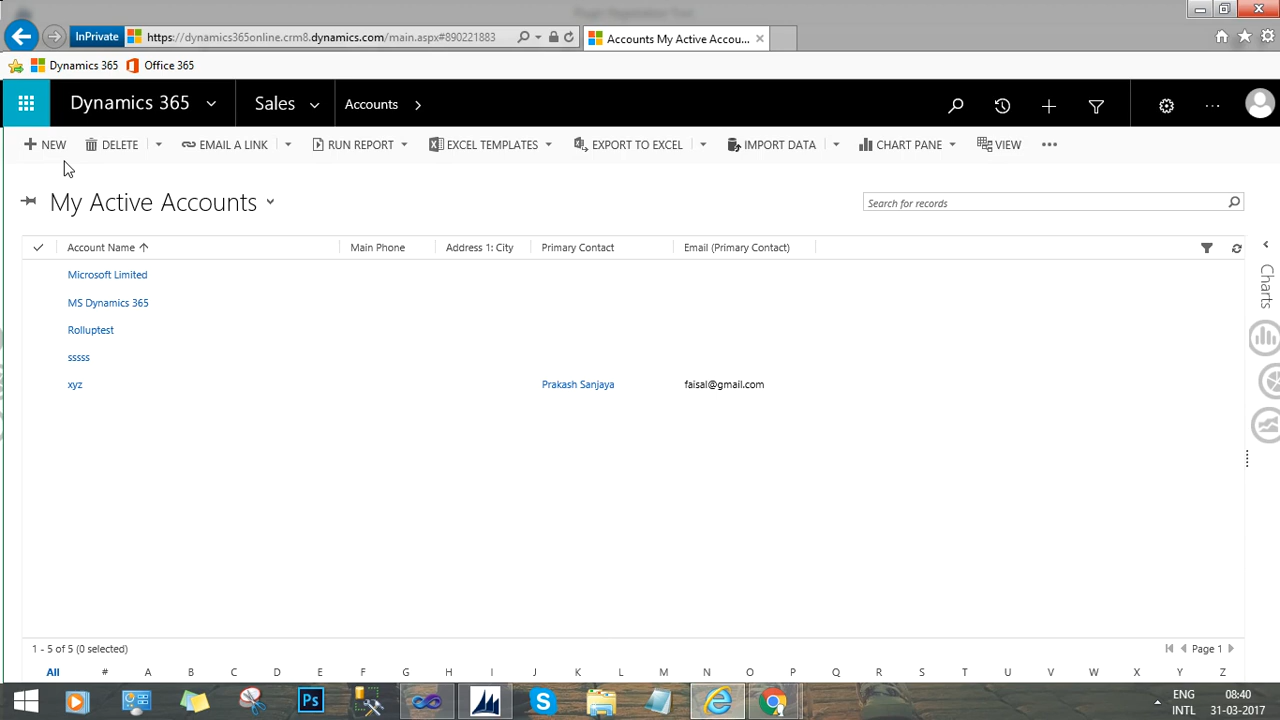 Plugin Registration Tool
InPrivate https://dynamics365online.crm8.dynamics.com/main.aspx#890221883 Accounts My Active Accou...
Dynamics 365 Office 365
Dynamics 365 Sales Accounts
NEW DELETE EMAIL A LINK RUN REPORT EXCEL TEMPLATES EXPORT TO EXCEL IMPORT DATA CHART PANE VIEW
My Active Accounts Search for records
Account Name Main Phone Address 1: City Primary Contact Email (Primary Contact)
Charts
Microsoft Limited
MS Dynamics 365
Rolluptest
sssss
xyz Prakash Sanjaya faisal@gmail.com
1 - 5 of 5 (0 selected) Page 1
All # A B C D E F G H I J K L M N O P Q R S T U V W X Y Z
Ps
ENG 08:40
INTL 31-03-2017